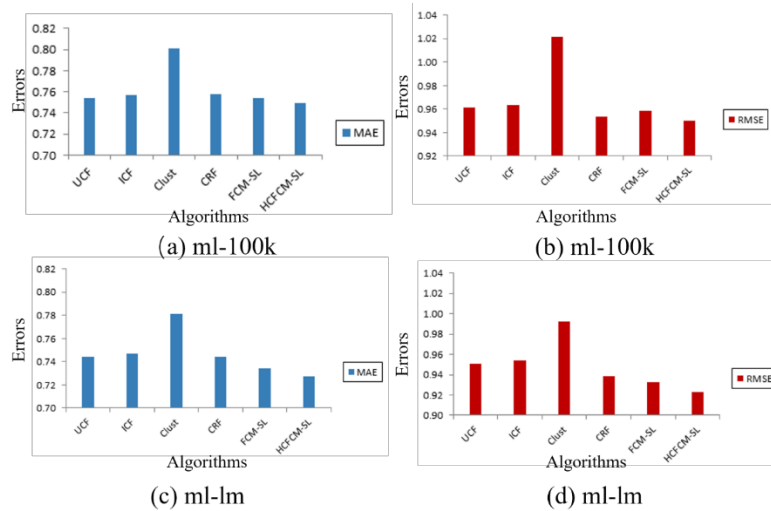 0.82
0.80
0.78
0.76
0.74
0.72
0.70
Errors
MAE
UCF
ICF
Clust
CRF
FCM-SL
HCFCM-SL
Algorithms
(a) ml-100k
1.04
1.02
1.00
0.98
0.96
0.94
0.92
Errors
RMSE
UCF
ICF
Clust
CRF
FCM-SL
HCFCM-SL
Algorithms
(b) ml-100k
0.82
0.80
0.78
0.76
0.74
0.72
0.70
Errors
MAE
UCF
ICF
Clust
CRF
FCM-SL
HCFCM-SL
Algorithms
(c) ml-lm
1.04
1.02
1.00
0.98
0.96
0.94
0.92
0.90
Errors
RMSE
UCF
ICF
Clust
CRF
FCM-SL
HCFCM-SL
Algorithms
(d) ml-lm